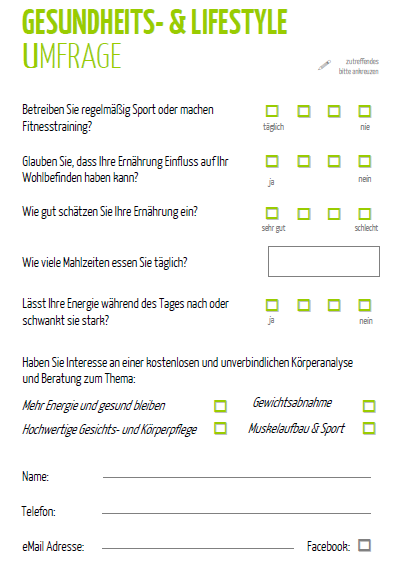 GESUNDHEITS- & LIFESTYLE
UMFRAGE
zutreffendes
bitte ankreuzen
Betreiben Sie regelmäßig Sport oder machen
Fitnesstraining?
täglich nie
Glauben Sie, dass Ihre Ernährung Einfluss auf Ihr
Wohlbefinden haben kann?
ja nein
Wie gut schätzen Sie Ihre Ernährung ein?
sehr gut schlecht
Wie viele Mahlzeiten essen Sie täglich?
Lässt Ihre Energie während des Tages nach oder
schwankt sie stark?
ja nein
Haben Sie Interesse an einer kostenlosen und unverbindlichen Körperanalyse
und Beratung zum Thema:
Mehr Energie und gesund bleiben Gewichtsabnahme
Hochwertige Gesichts- und Körperpflege Muskelaufbau & Sport
Name:
Telefon:
eMail Adresse: Facebook: